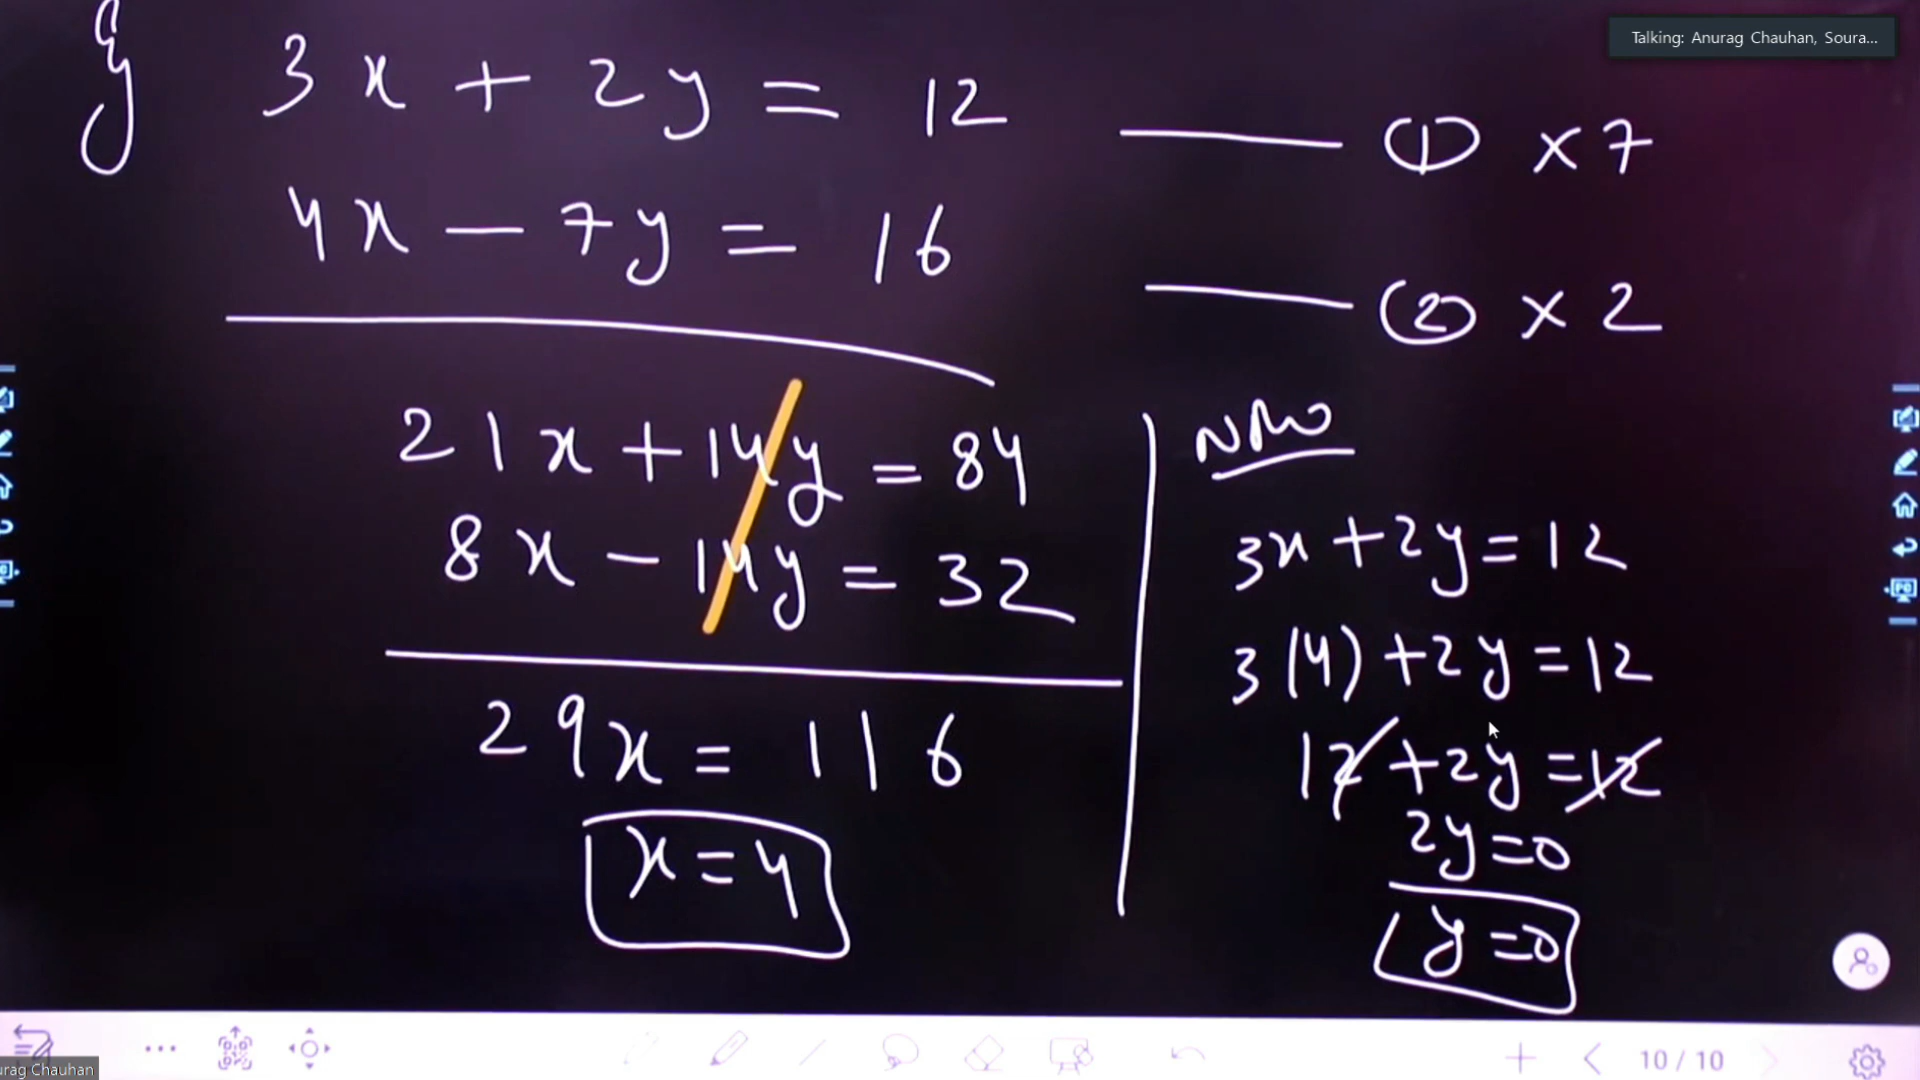 Talking: Anurag Chauhan, Soura...
3x + 2y = 12 —— ① × 7
4x − 7y = 16 —— ② × 2
21x + 14y = 84
8x − 14y = 32
29x = 116
x = 4
Now
3x + 2y = 12
3(4) + 2y = 12
12 + 2y = 12
2y = 0
y = 0
10 / 10
urag Chauhan